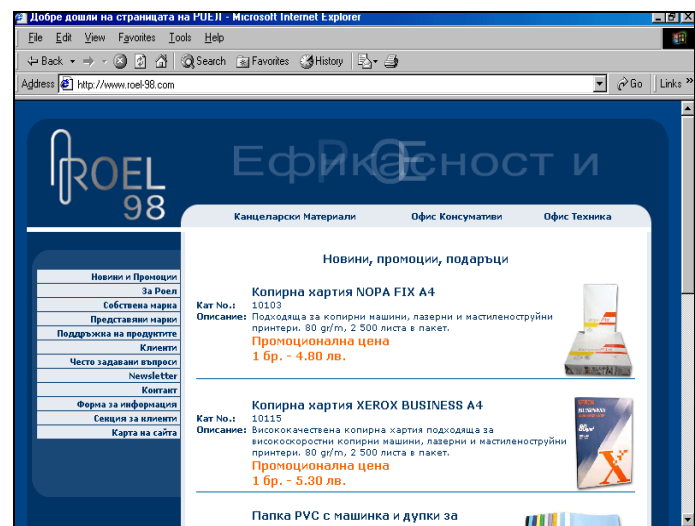 Добре дошли на страницата на РОЕЛ - Microsoft Internet Explorer
File Edit View Favorites Tools Help
Back Search Favorites History
Address http://www.roel-98.com Go Links »
ROEL
98
Ефикасност и
Канцеларски Материали Офис Консумативи Офис Техника
Новини и Промоции
За Роел
Собствена марка
Представяни марки
Поддръжка на продуктите
Клиенти
Често задавани въпроси
Newsletter
Контакт
Форма за информация
Секция за клиенти
Карта на сайта
Новини, промоции, подаръци
Копирна хартия NOPA FIX A4
Кат No.: 10103
Описание: Подходяща за копирни машини, лазерни и мастиленоструйни
принтери. 80 gr/m, 2 500 листа в пакет.
Промоционална цена
1 бр. - 4.80 лв.
Копирна хартия XEROX BUSINESS A4
Кат No.: 10115
Описание: Висококачествена копирна хартия подходяща за
високоскоростни копирни машини, лазерни и мастиленоструйни
принтери. 80 gr/m, 2 500 листа в пакет.
Промоционална цена
1 бр. - 5.30 лв.
BUSINESS
80
X
Папка PVC с машинка и дупки за